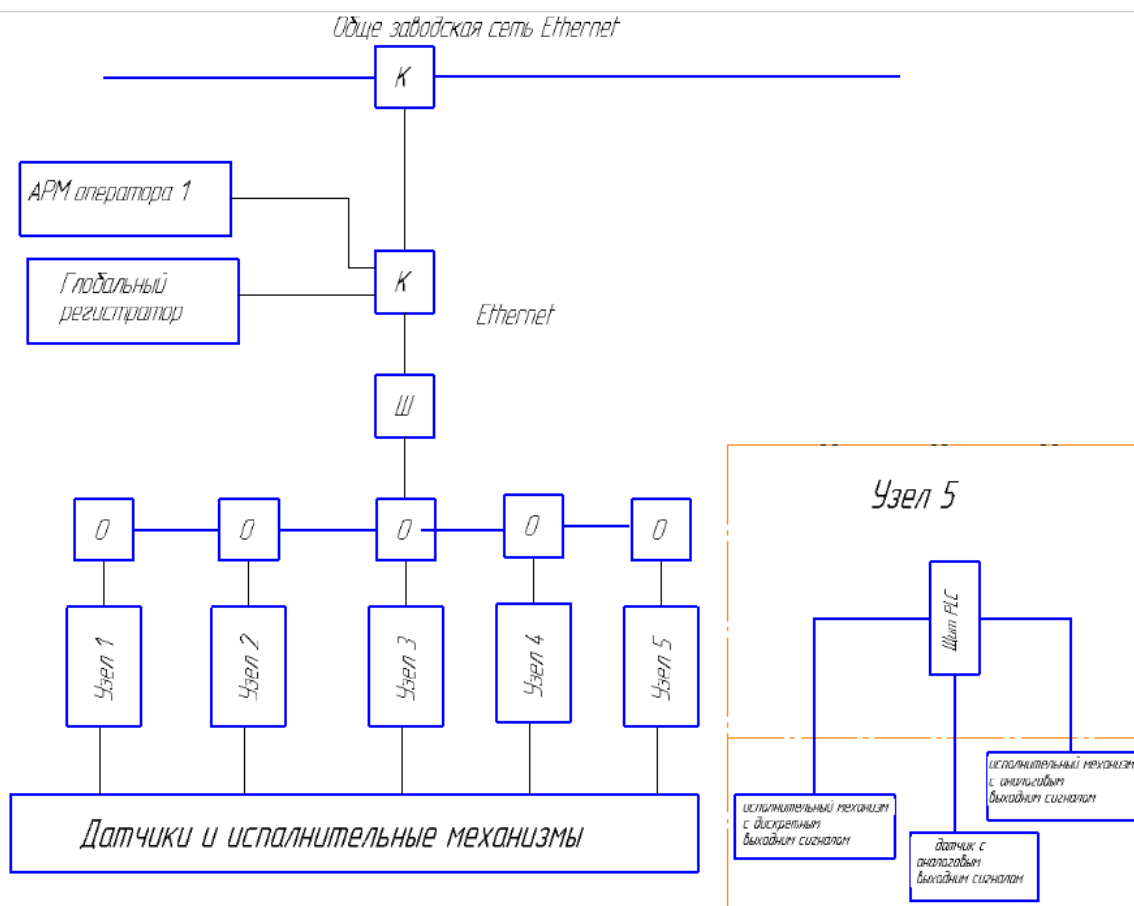 Обще заводская сеть Ethernet
К
АРМ оператора 1
К
Глобальный
регистратор
Ethernet
Ш
О
О
О
О
О
Узел 1
Узел 2
Узел 3
Узел 4
Узел 5
Датчики и исполнительные механизмы
Узел 5
Щит PLC
исполнительный механизм
с дискретным
выходним сигналом
датчик с
аналоговым
выходним сигналом
исполнительный механизм
с аналоговым
выходним сигналом